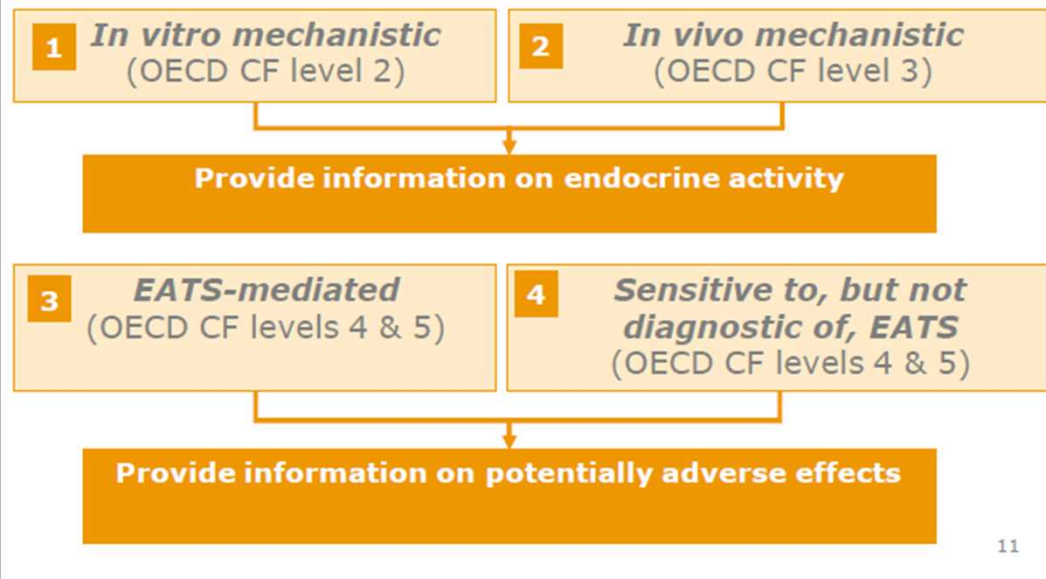 1
In vitro mechanistic
(OECD CF level 2)
2
In vivo mechanistic
(OECD CF level 3)
Provide information on endocrine activity
3
EATS-mediated
(OECD CF levels 4 & 5)
4
Sensitive to, but not
diagnostic of, EATS
(OECD CF levels 4 & 5)
Provide information on potentially adverse effects
11